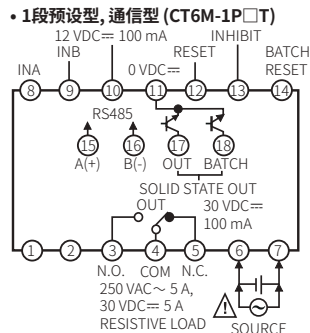 • 1段预设型, 通信型 (CT6M-1P□T)
12 VDC⎓ 100 mA
INHIBIT
INB
RESET
BATCH
INA
0 VDC⎓
RESET
8 9 10 11 12 13 14
RS485
15 16 17 18
A(+) B(-) OUT BATCH
SOLID STATE OUT
OUT
30 VDC⎓
100 mA
1 2 3 4 5 6 7
N.O. COM N.C.
250 VAC～ 5 A,
30 VDC⎓ 5 A
RESISTIVE LOAD
SOURCE